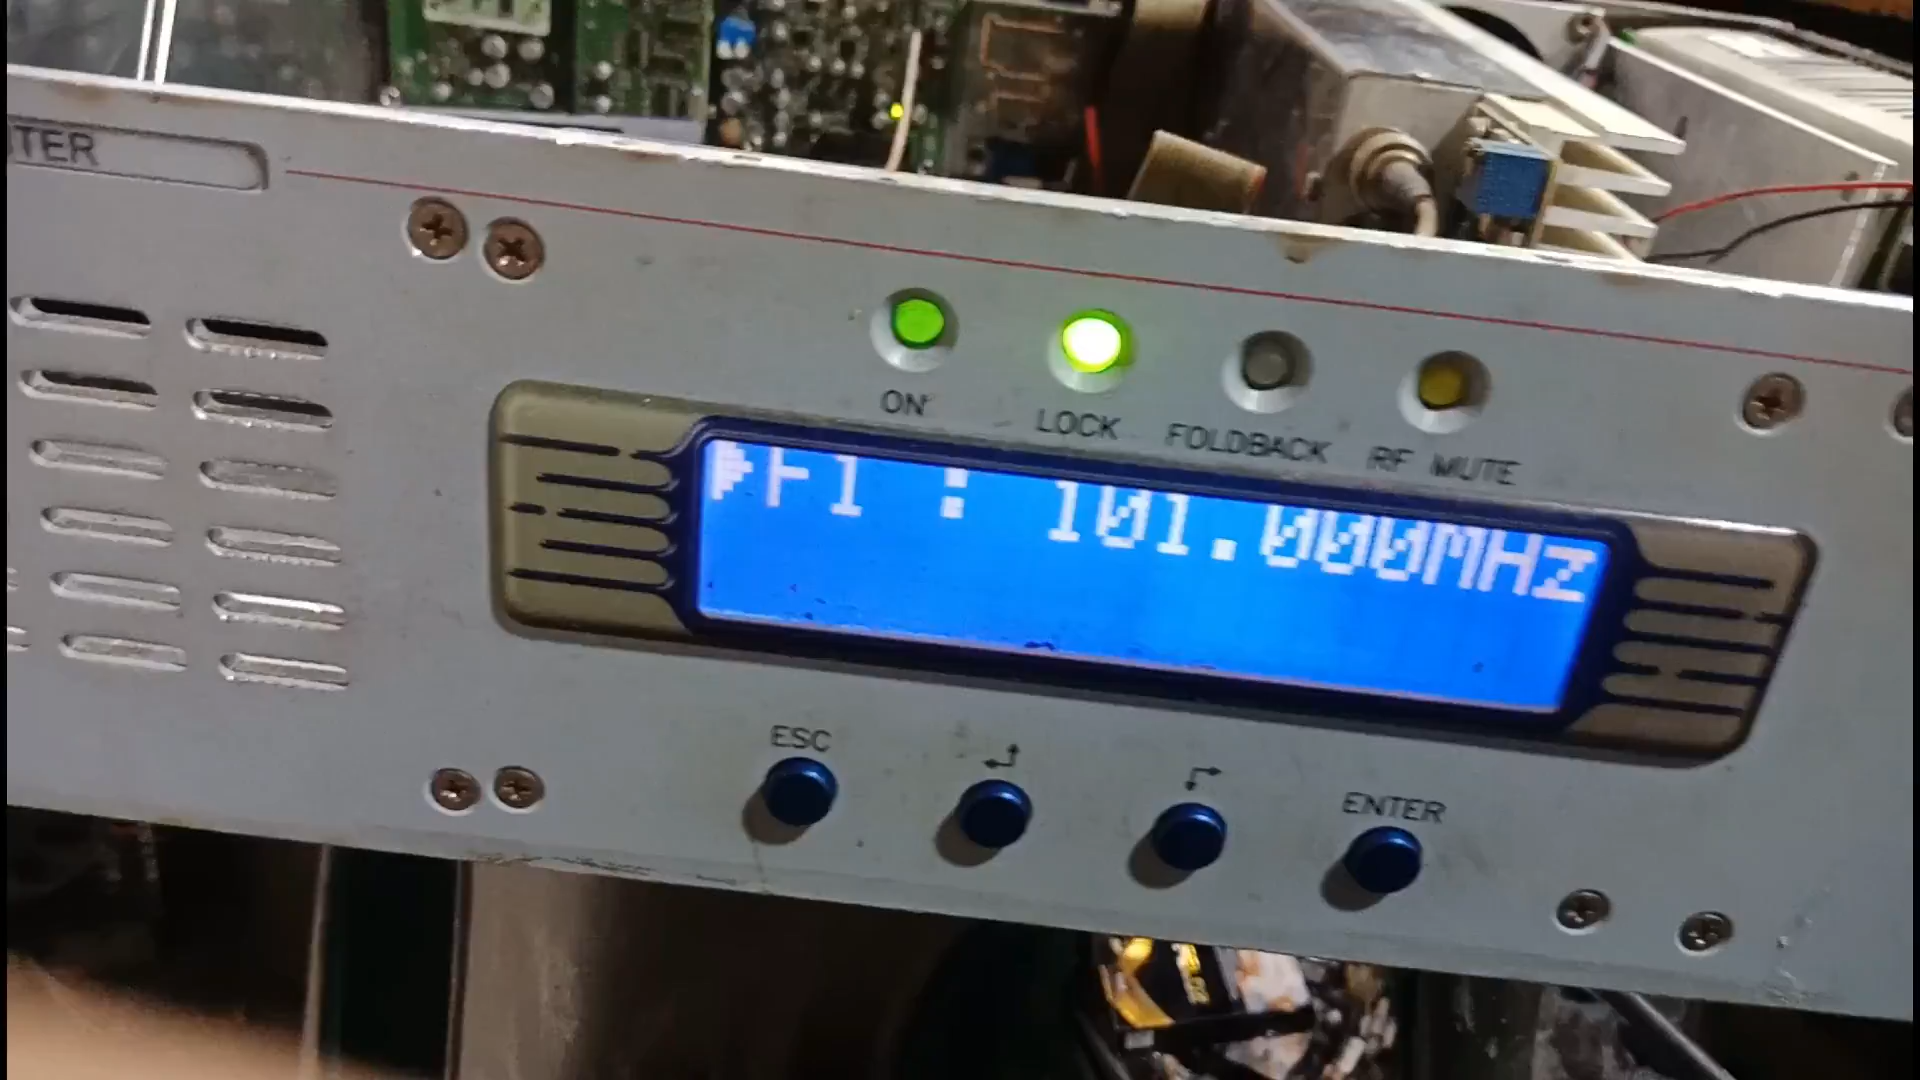 TER
ON
LOCK
FOLDBACK
RF MUTE
F1 : 101.000MHz
ESC
ENTER